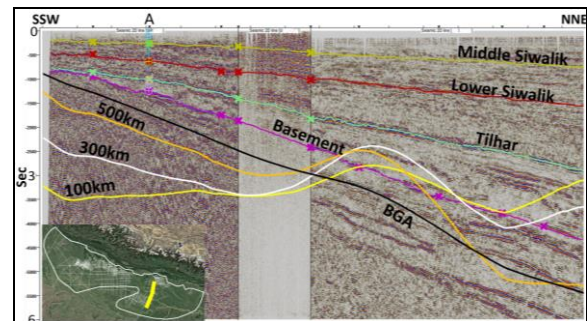 SSW
A
NNE
0
Middle Siwalik
Lower Siwalik
500km
Basement
Tilhar
300km
Sec
3
100km
BGA
6